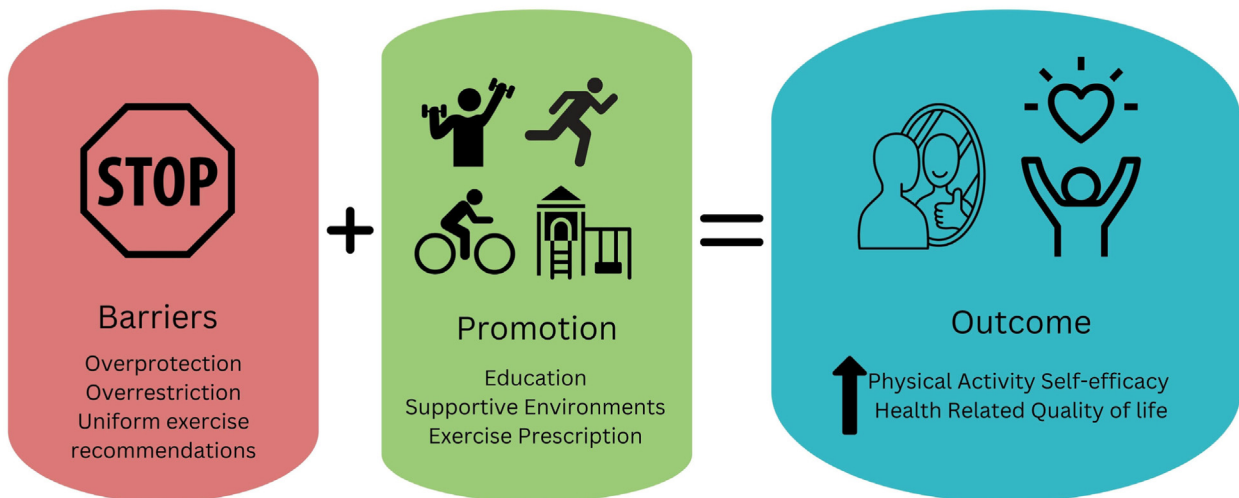 STOP
Barriers
Overprotection
Overrestriction
Uniform exercise
recommendations
+
Promotion
Education
Supportive Environments
Exercise Prescription
=
Outcome
Physical Activity Self-efficacy
Health Related Quality of life